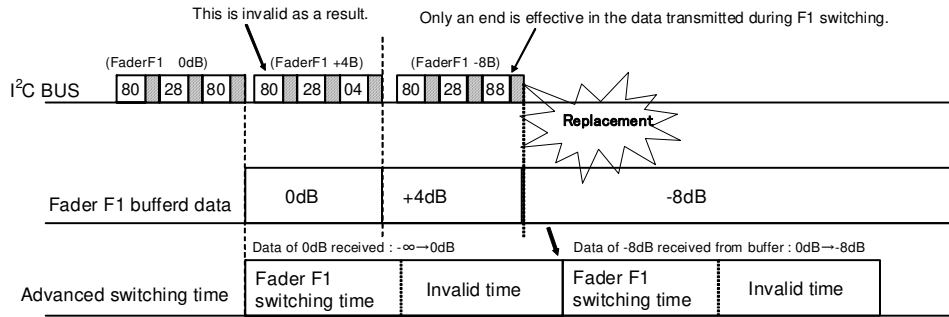 This is invalid as a result.
Only an end is effective in the data transmitted during F1 switching.
(FaderF1 0dB)
(FaderF1 +4B)
(FaderF1 -8B)
I²C BUS
80 28 80
80 28 04
80 28 88
Replacement
Fader F1 bufferd data
0dB
+4dB
-8dB
Data of 0dB received : -∞→0dB
Data of -8dB received from buffer : 0dB→-8dB
Advanced switching time
Fader F1
switching time
Invalid time
Fader F1
switching time
Invalid time